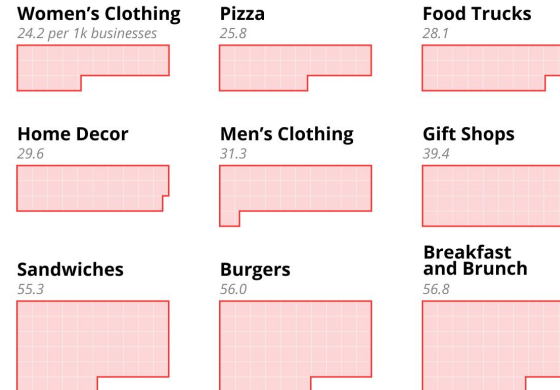 Women's Clothing
24.2 per 1k businesses
Pizza
25.8
Food Trucks
28.1
Home Decor
29.6
Men's Clothing
31.3
Gift Shops
39.4
Sandwiches
55.3
Burgers
56.0
Breakfast
and Brunch
56.8